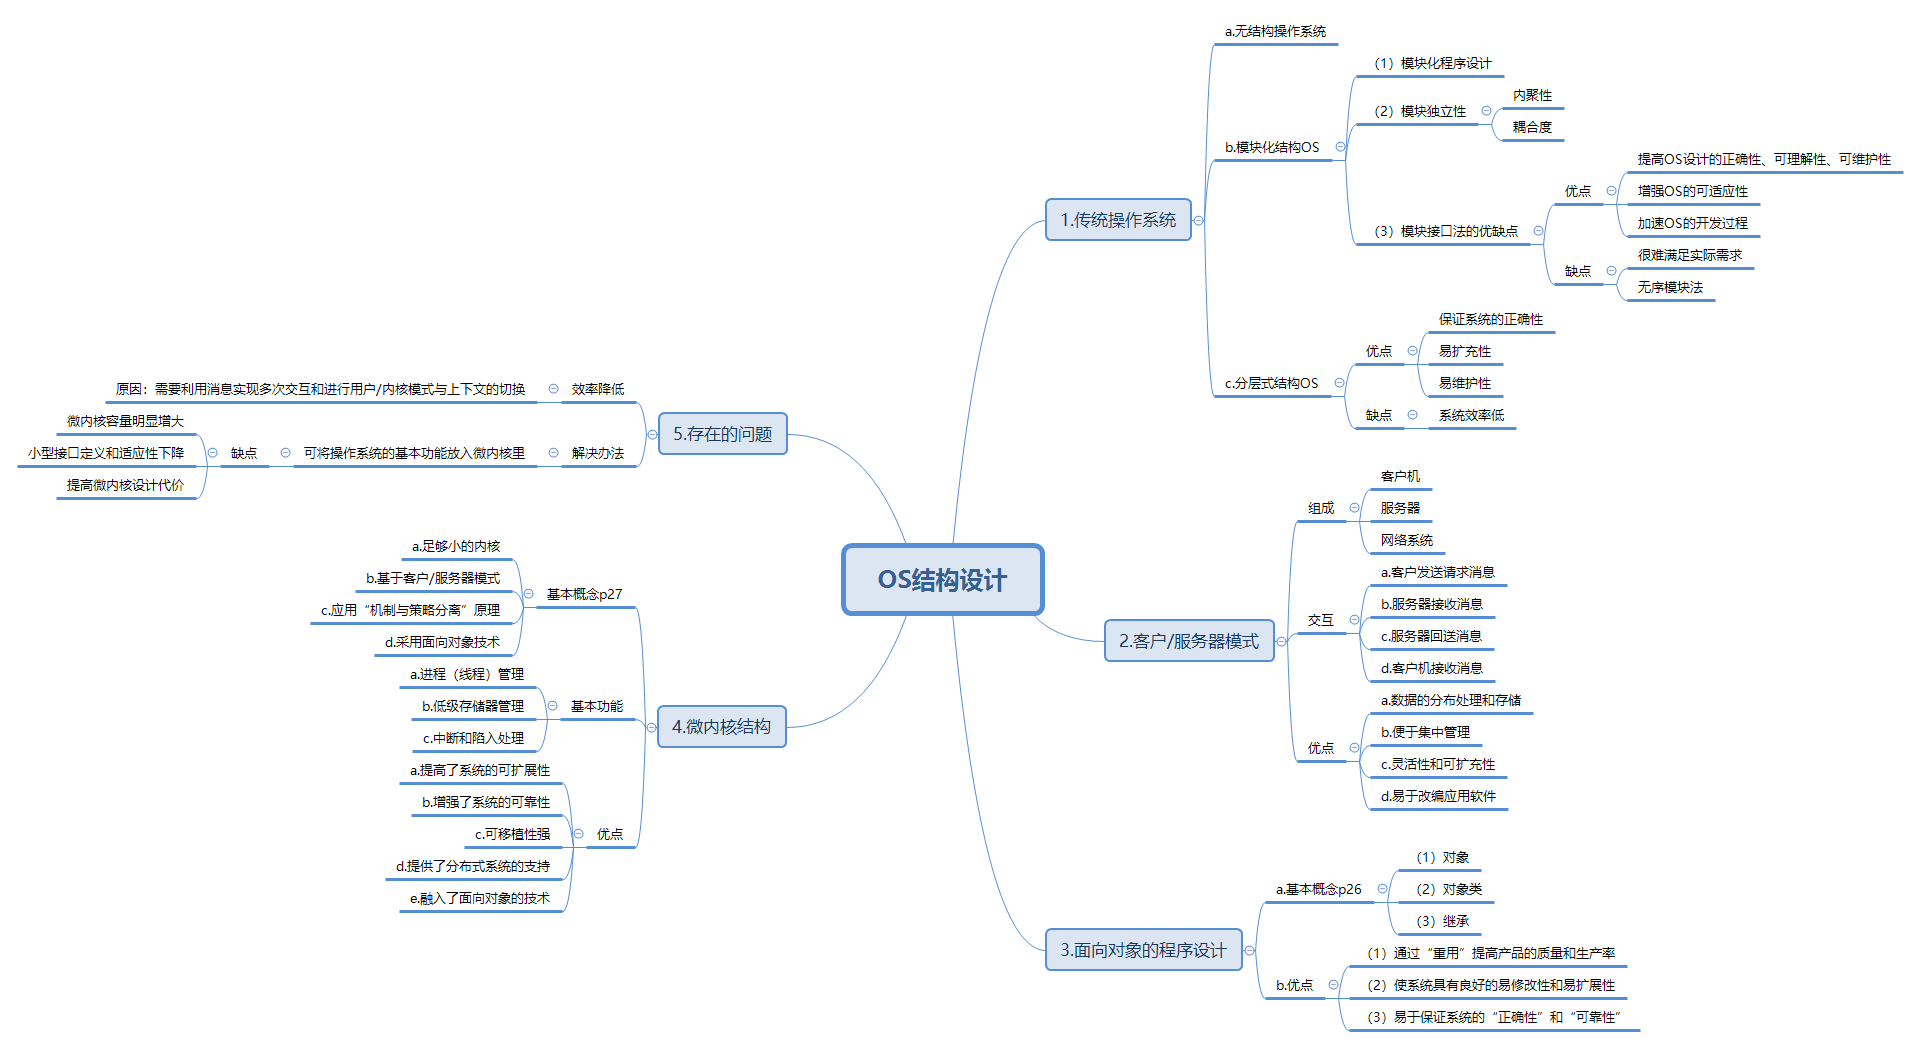 OS结构设计
1.传统操作系统
a.无结构操作系统
b.模块化结构OS
（1）模块化程序设计
（2）模块独立性
内聚性
耦合度
（3）模块接口法的优缺点
优点
提高OS设计的正确性、可理解性、可维护性
增强OS的可适应性
加速OS的开发过程
缺点
很难满足实际需求
无序模块法
c.分层式结构OS
优点
保证系统的正确性
易扩充性
易维护性
缺点
系统效率低
2.客户/服务器模式
组成
客户机
服务器
网络系统
交互
a.客户发送请求消息
b.服务器接收消息
c.服务器回送消息
d.客户机接收消息
优点
a.数据的分布处理和存储
b.便于集中管理
c.灵活性和可扩充性
d.易于改编应用软件
3.面向对象的程序设计
a.基本概念p26
（1）对象
（2）对象类
（3）继承
b.优点
（1）通过“重用”提高产品的质量和生产率
（2）使系统具有良好的易修改性和易扩展性
（3）易于保证系统的“正确性”和“可靠性”
4.微内核结构
基本概念p27
a.足够小的内核
b.基于客户/服务器模式
c.应用“机制与策略分离”原理
d.采用面向对象技术
基本功能
a.进程（线程）管理
b.低级存储器管理
c.中断和陷入处理
优点
a.提高了系统的可扩展性
b.增强了系统的可靠性
c.可移植性强
d.提供了分布式系统的支持
e.融入了面向对象的技术
5.存在的问题
效率降低
原因：需要利用消息实现多次交互和进行用户/内核模式与上下文的切换
解决办法
可将操作系统的基本功能放入微内核里
缺点
微内核容量明显增大
小型接口定义和适应性下降
提高微内核设计代价